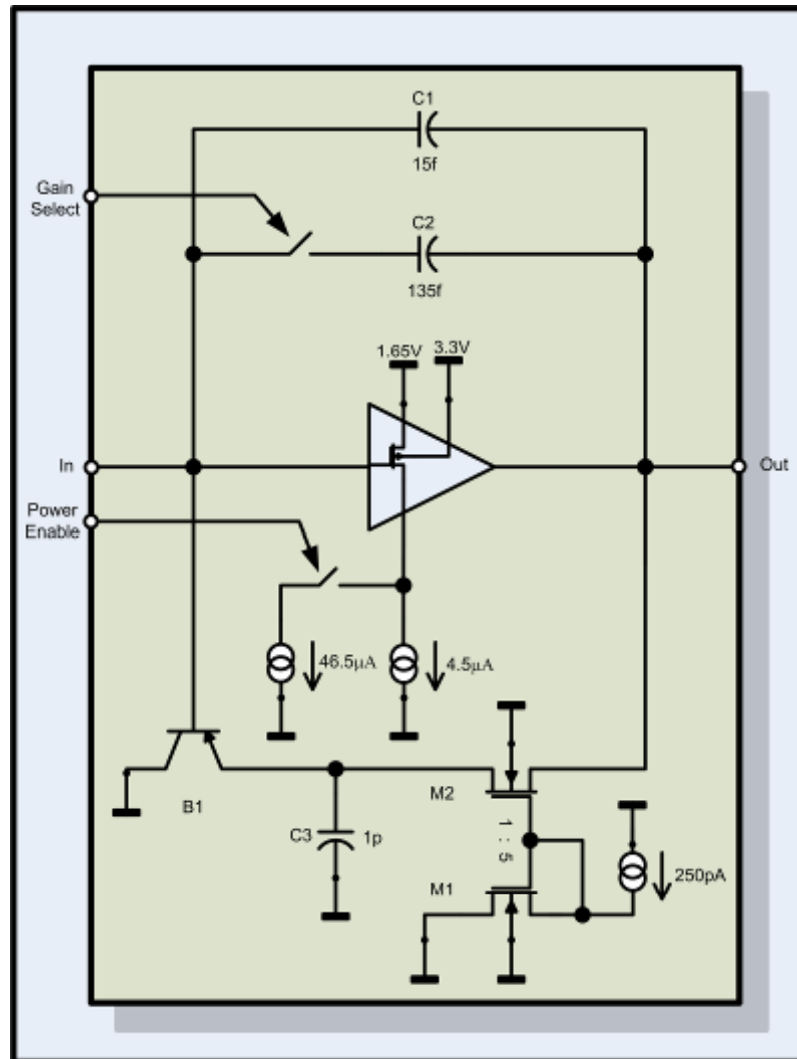 C1
15f
Gain
Select
C2
135f
1.65V
3.3V
In
Out
Power
Enable
46.5µA
4.5µA
B1
M2
C3
1p
1 : 5
M1
250pA